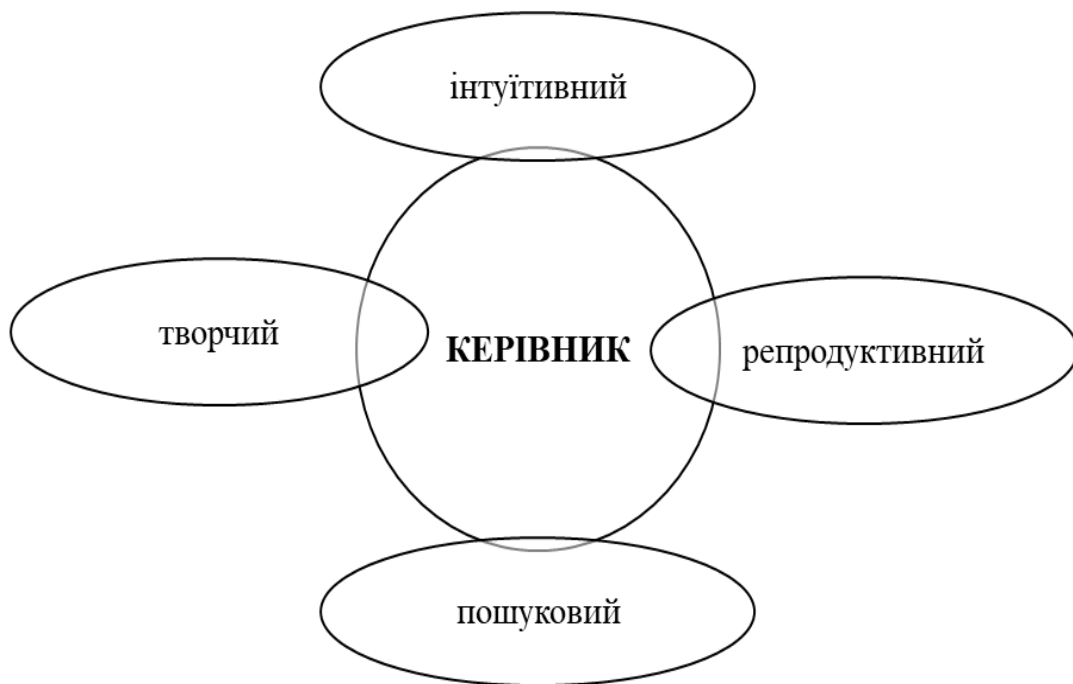 інтуїтивний
творчий
КЕРІВНИК
репродуктивний
пошуковий